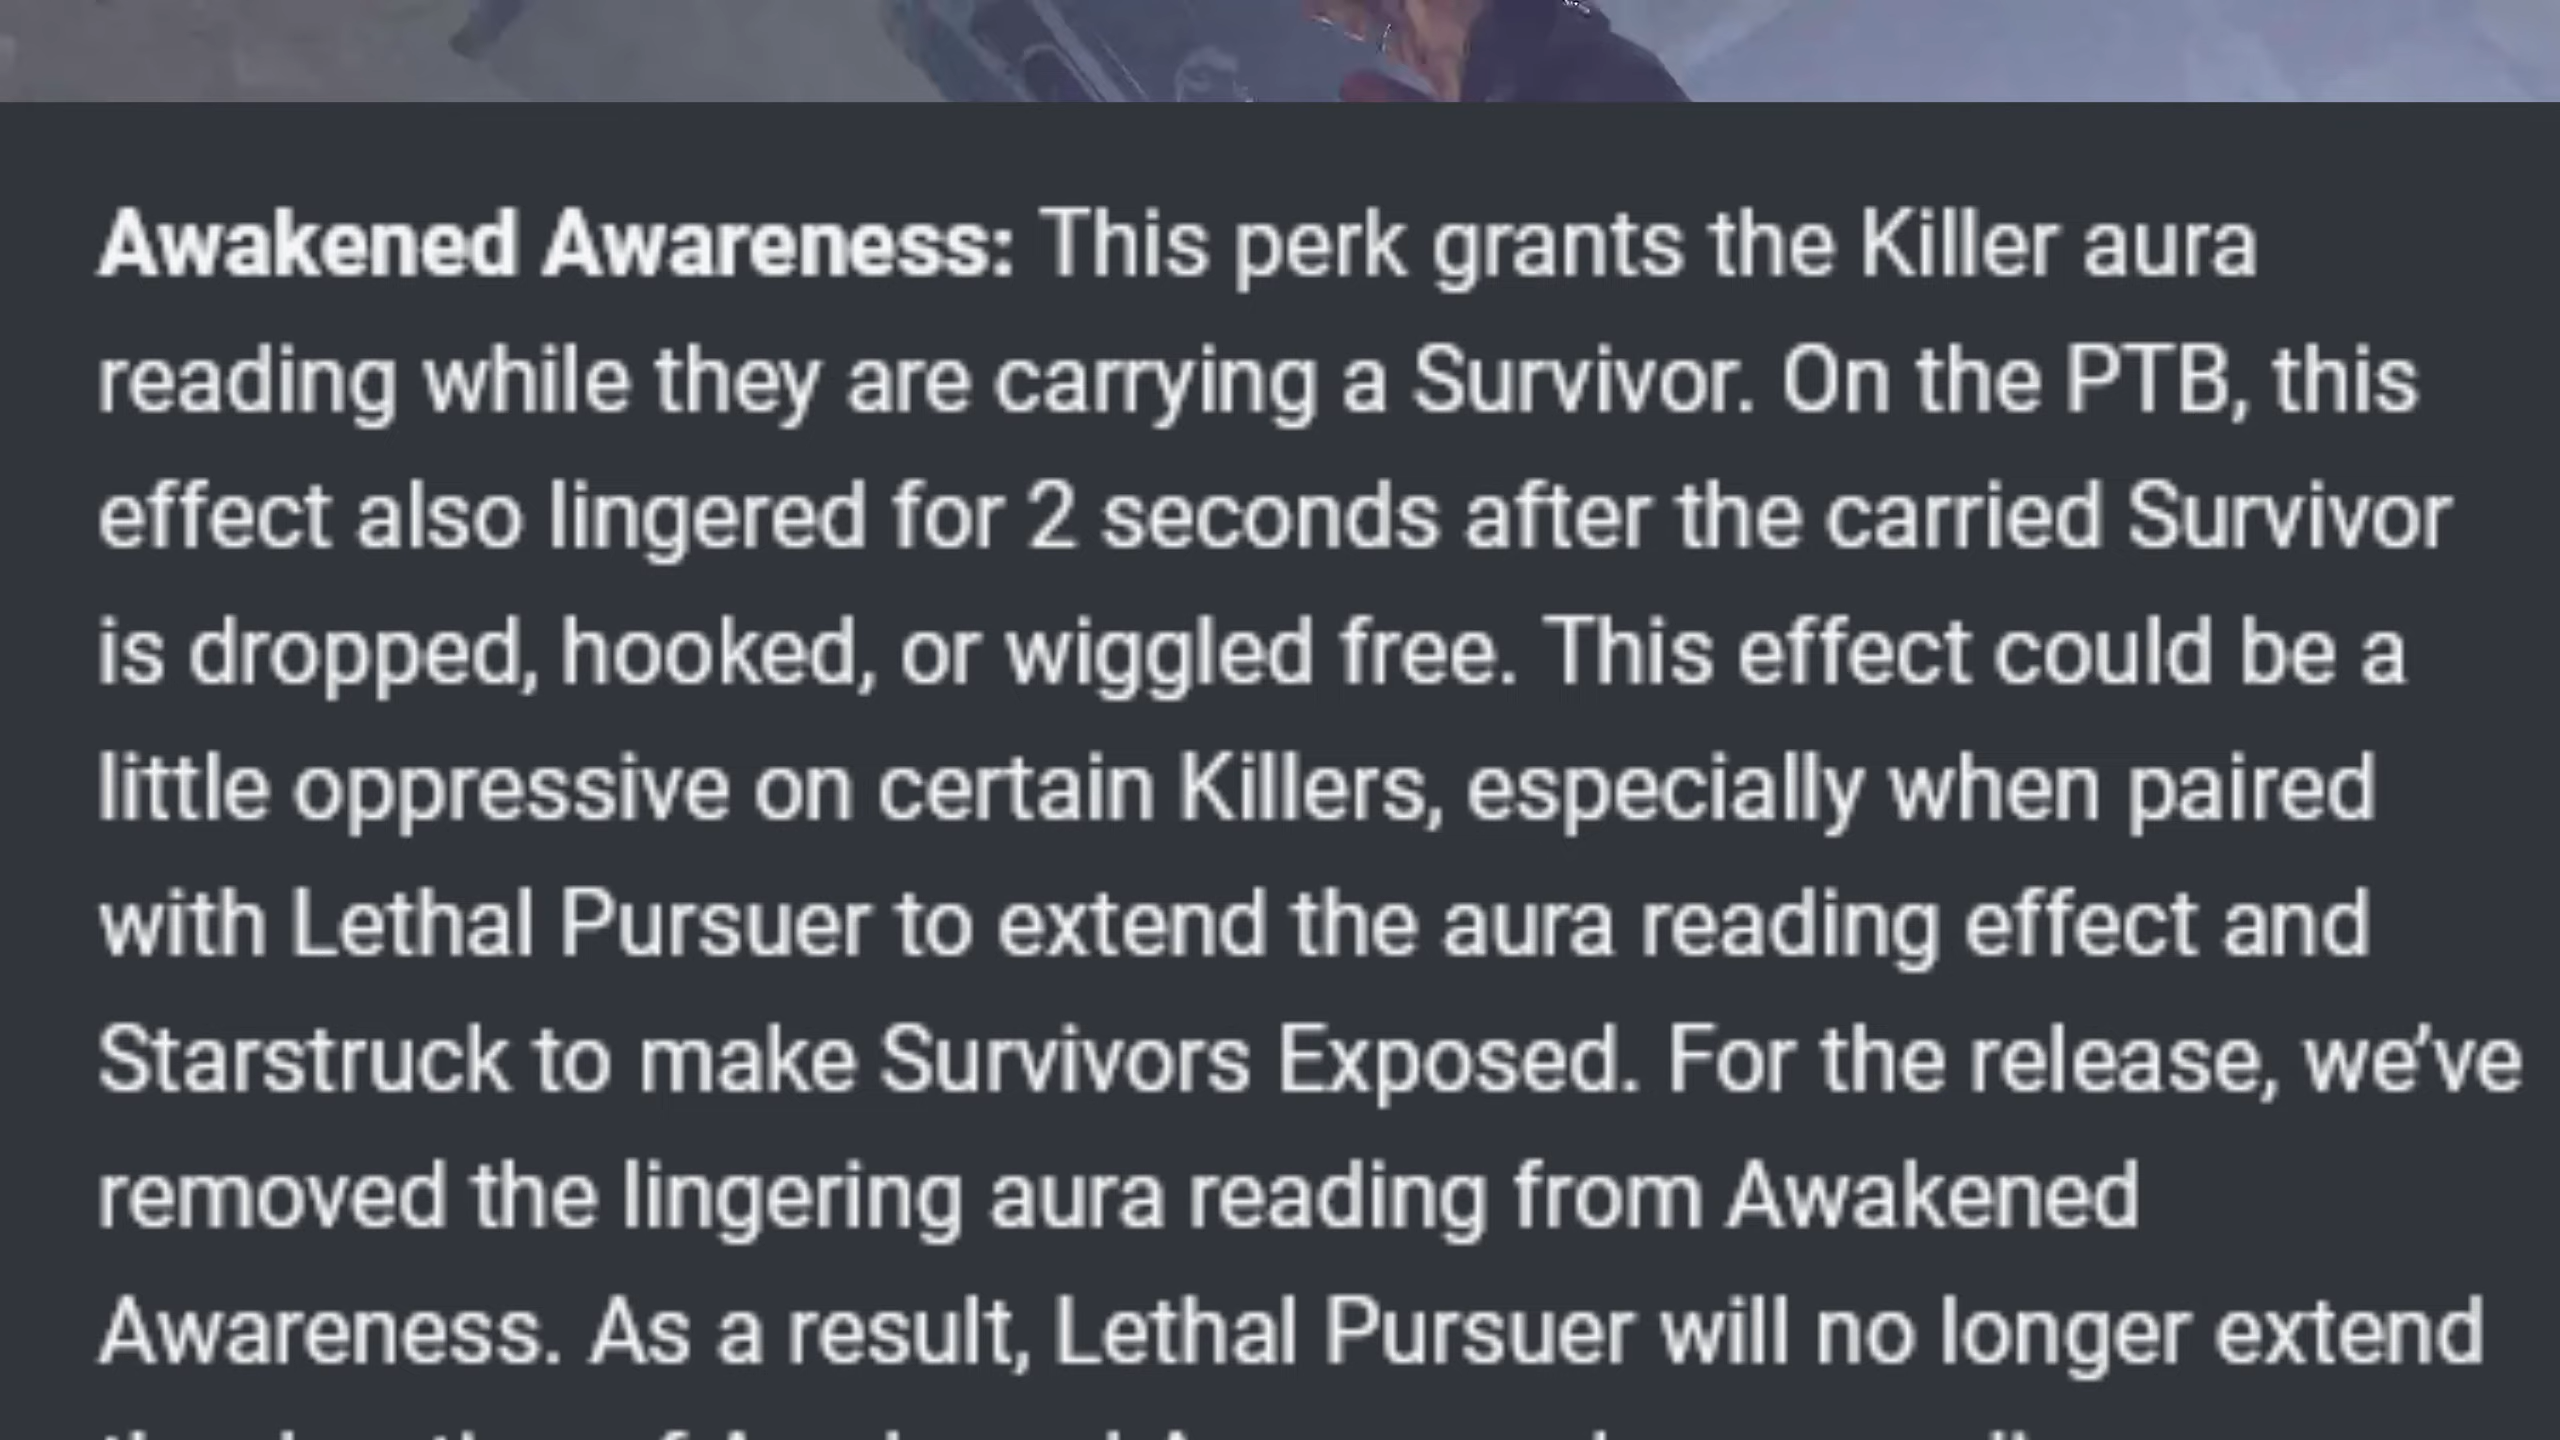 Awakened Awareness: This perk grants the Killer aura
reading while they are carrying a Survivor. On the PTB, this
effect also lingered for 2 seconds after the carried Survivor
is dropped, hooked, or wiggled free. This effect could be a
little oppressive on certain Killers, especially when paired
with Lethal Pursuer to extend the aura reading effect and
Starstruck to make Survivors Exposed. For the release, we’ve
removed the lingering aura reading from Awakened
Awareness. As a result, Lethal Pursuer will no longer extend